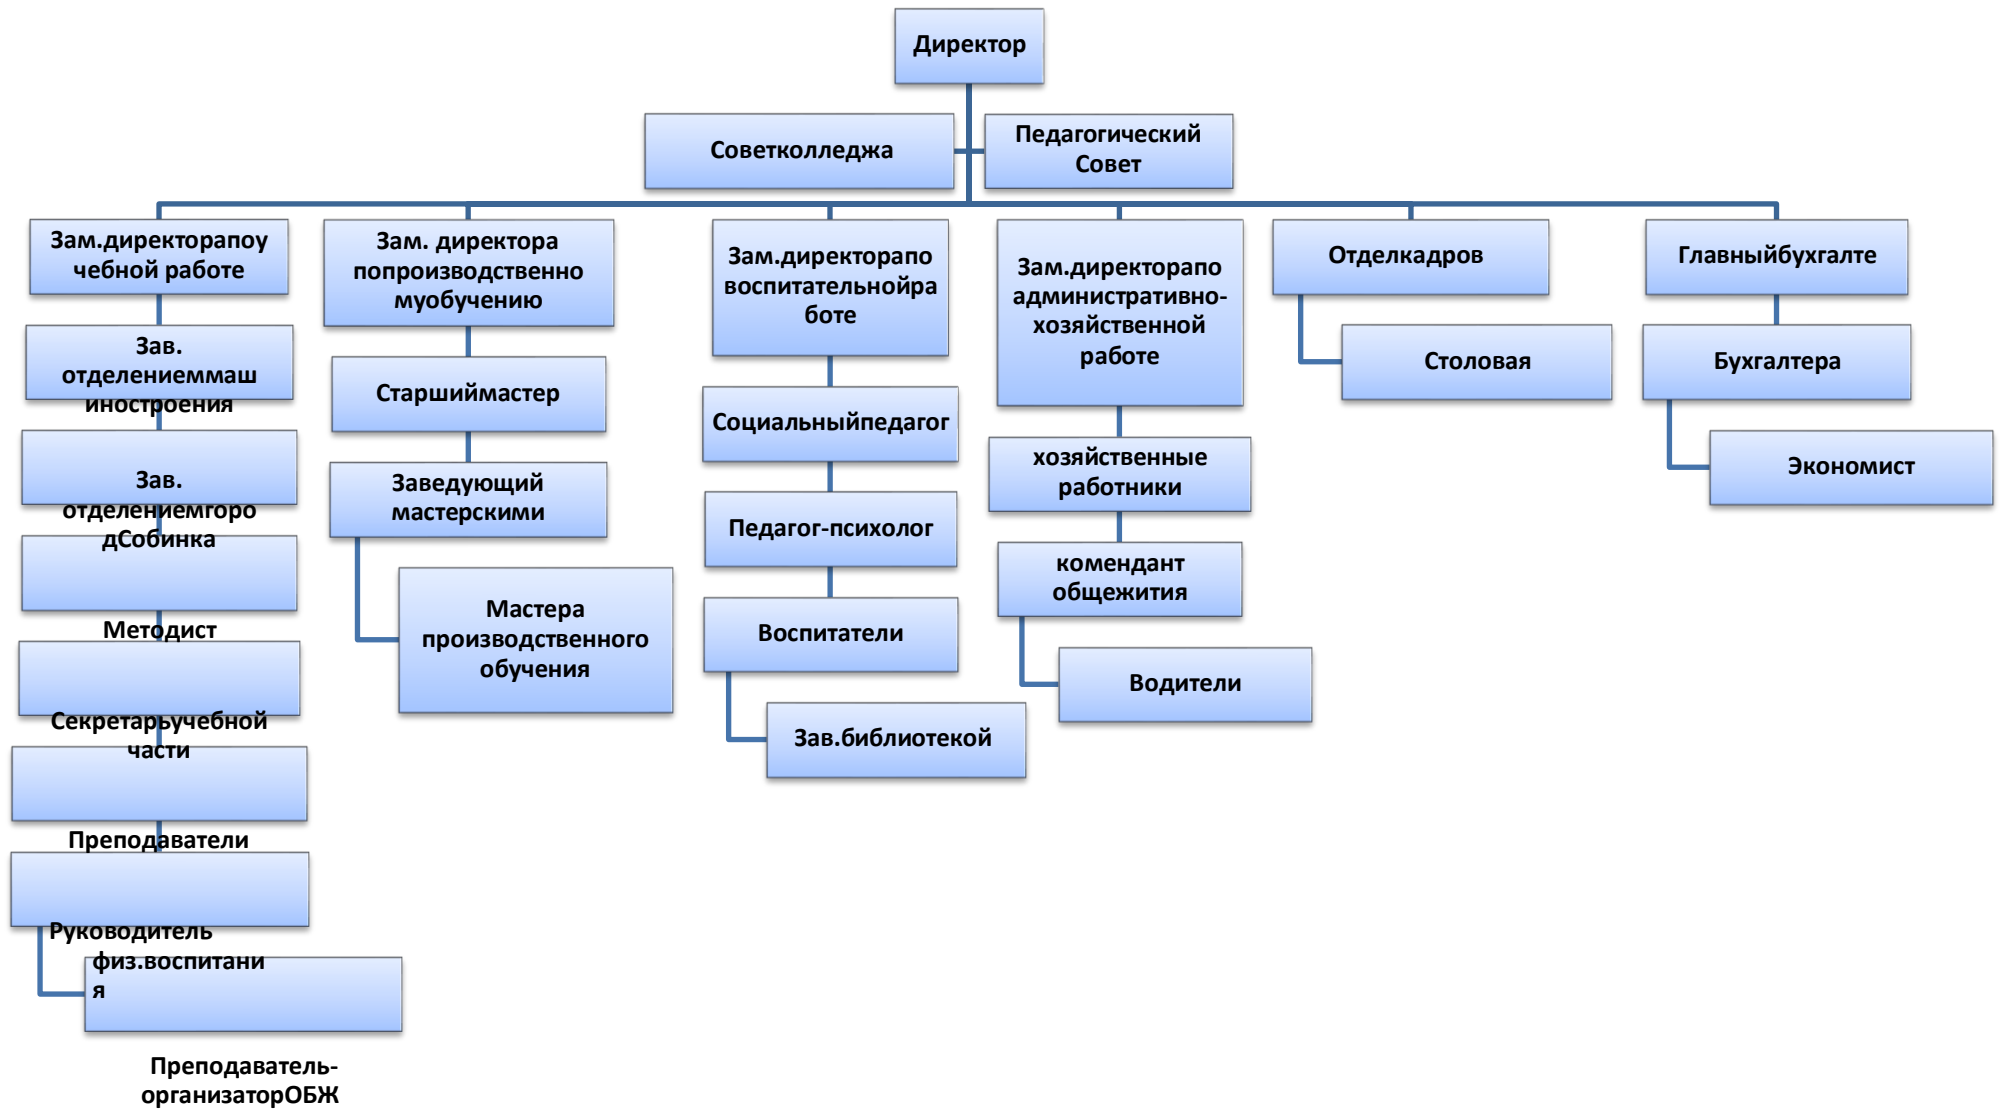 Директор
Советколледжа
Педагогический
Совет
Зам.директорапоу
чебной работе
Зав.
отделениеммаш
иностроения
Зав.
отделениемгоро
дСобинка
Методист
Секретарьучебной
части
Преподаватели
Руководитель
физ.воспитани
я
Преподаватель-
организаторОБЖ
Зам. директора
попроизводственно
муобучению
Старшиймастер
Заведующий
мастерскими
Мастера
производственного
обучения
Зам.директорапо
воспитательнойра
боте
Социальныйпедагог
Педагог-психолог
Воспитатели
Зав.библиотекой
Зам.директорапо
административно-
хозяйственной
работе
хозяйственные
работники
комендант
общежития
Водители
Отделкадров
Столовая
Главныйбухгалте
Бухгалтера
Экономист